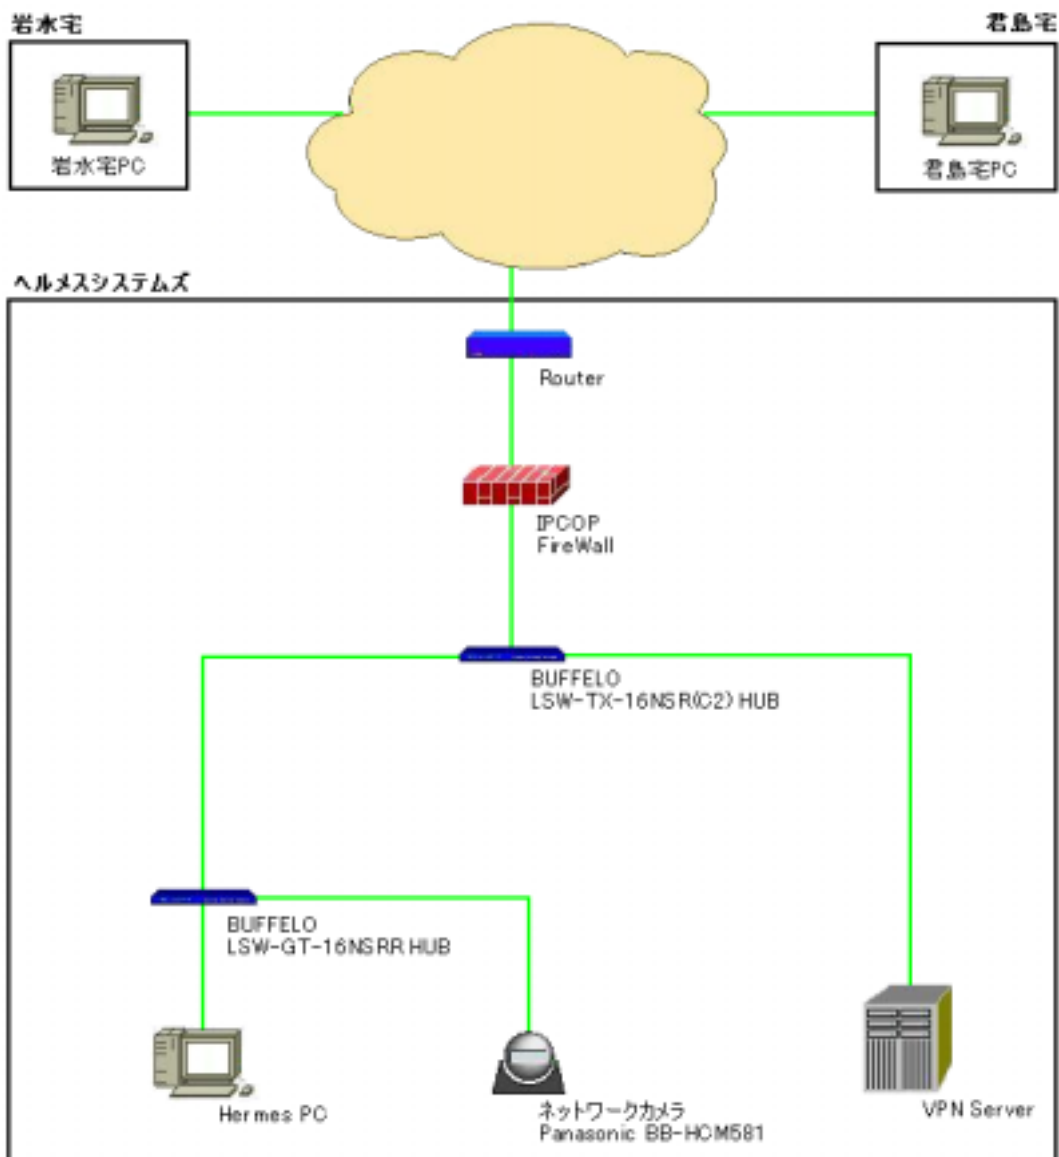 岩水宅
君島宅
岩水宅PC
君島宅PC
ヘルメスシステムズ
Router
IPCOP
FireWall
BUFFELO
LSW-TX-16NSR(C2) HUB
BUFFELO
LSW-GT-16NSRR HUB
Hermes PC
ネットワークカメラ
Panasonic BB-HCM581
VPN Server